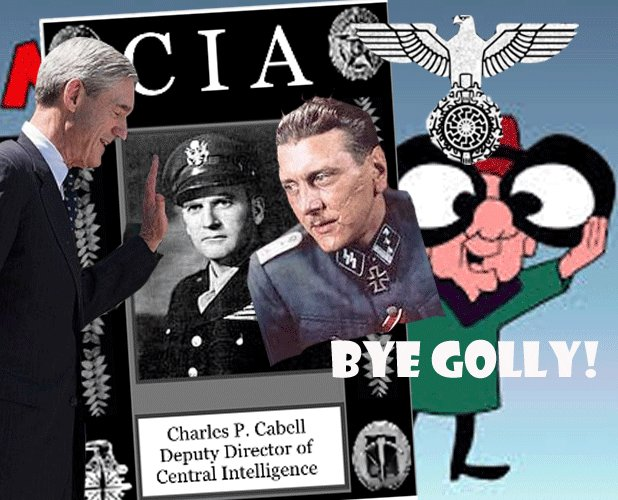 CIA
BYE GOLLY!
Charles P. Cabell
Deputy Director of
Central Intelligence